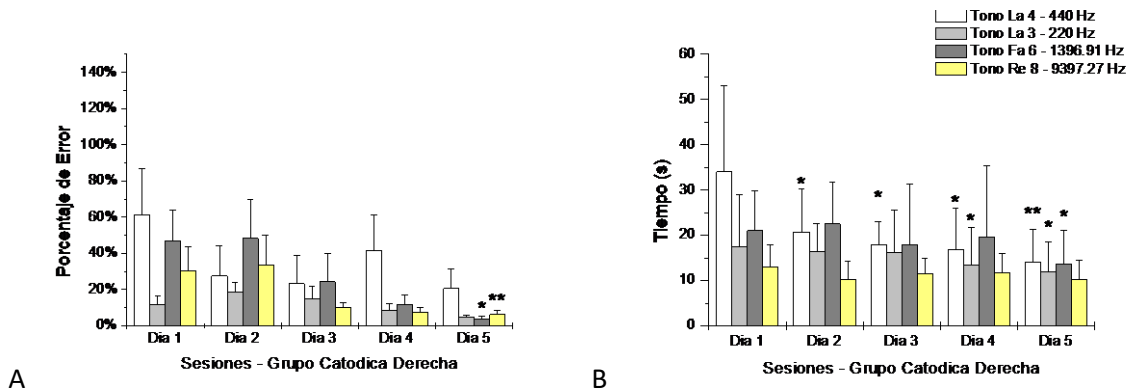 Porcentaje de Error
140%
120%
100%
80%
60%
40%
20%
0%
*
**
Dia 1
Dia 2
Dia 3
Dia 4
Dia 5
Sesiones - Grupo Catodica Derecha
A
Tono La 4 - 440 Hz
Tono La 3 - 220 Hz
Tono Fa 6 - 1396.91 Hz
Tono Re 8 - 9397.27 Hz
Tiempo (s)
60
50
40
30
20
10
0
*
*
*
*
**
*
*
Dia 1
Dia 2
Dia 3
Dia 4
Dia 5
Sesiones - Grupo Catodica Derecha
B